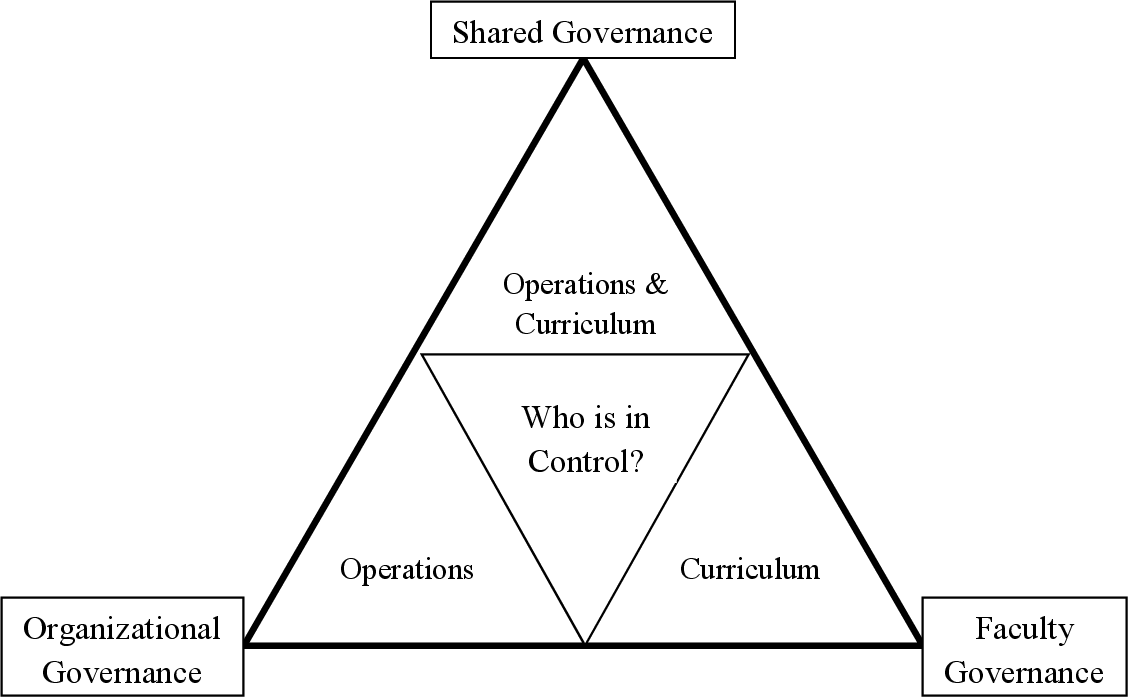 Shared Governance
Operations &
Curriculum
Who is in
Control?
Operations
Curriculum
Organizational
Governance
Faculty
Governance